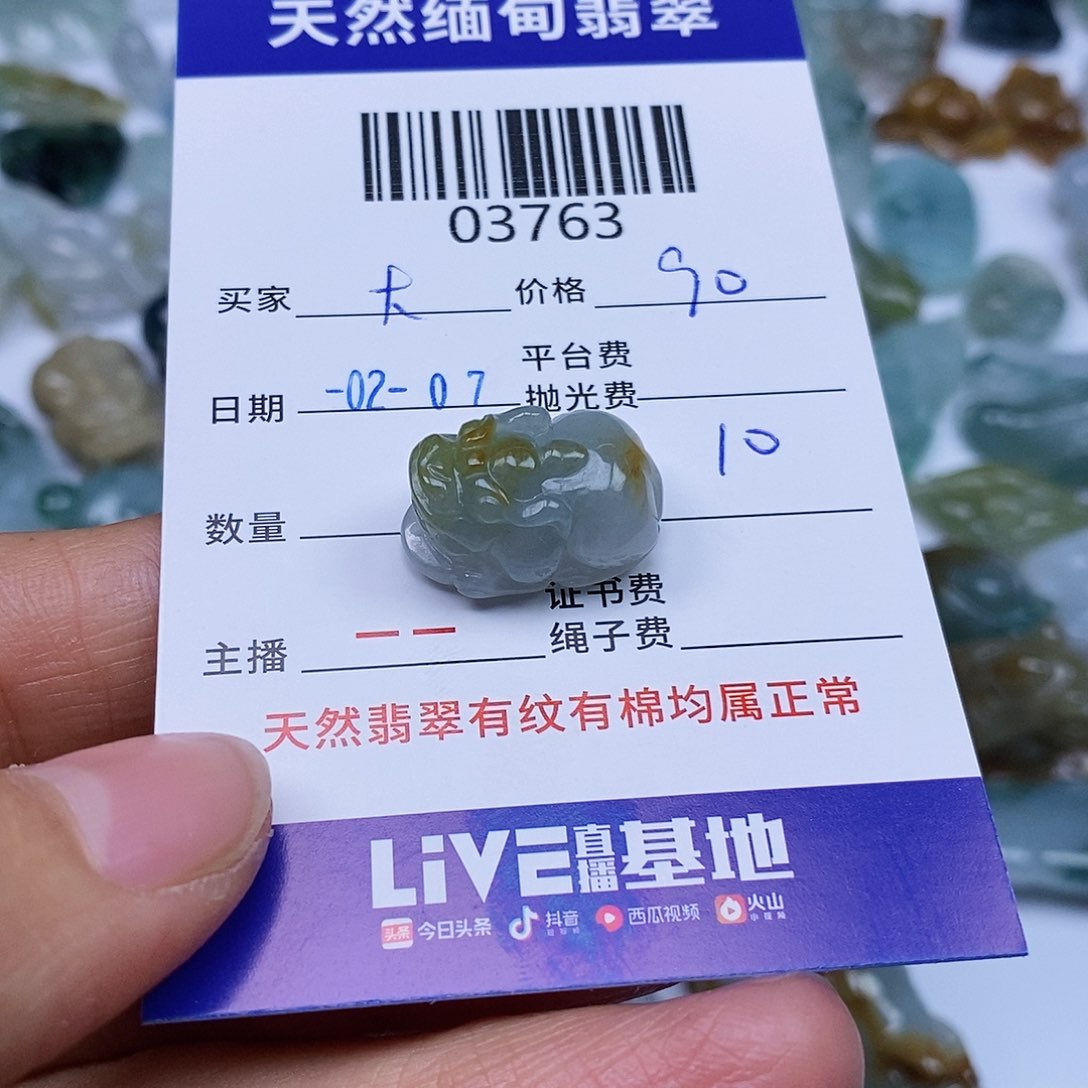 天然缅甸翡翠
03763
买家 大 价格 90
平台费
日期 -02-07 抛光费
10
数量
证书费
主播 绳子费
天然翡翠有纹有棉均属正常
LiVE直播基地
头条 今日头条 抖音 西瓜视频 火山小视频